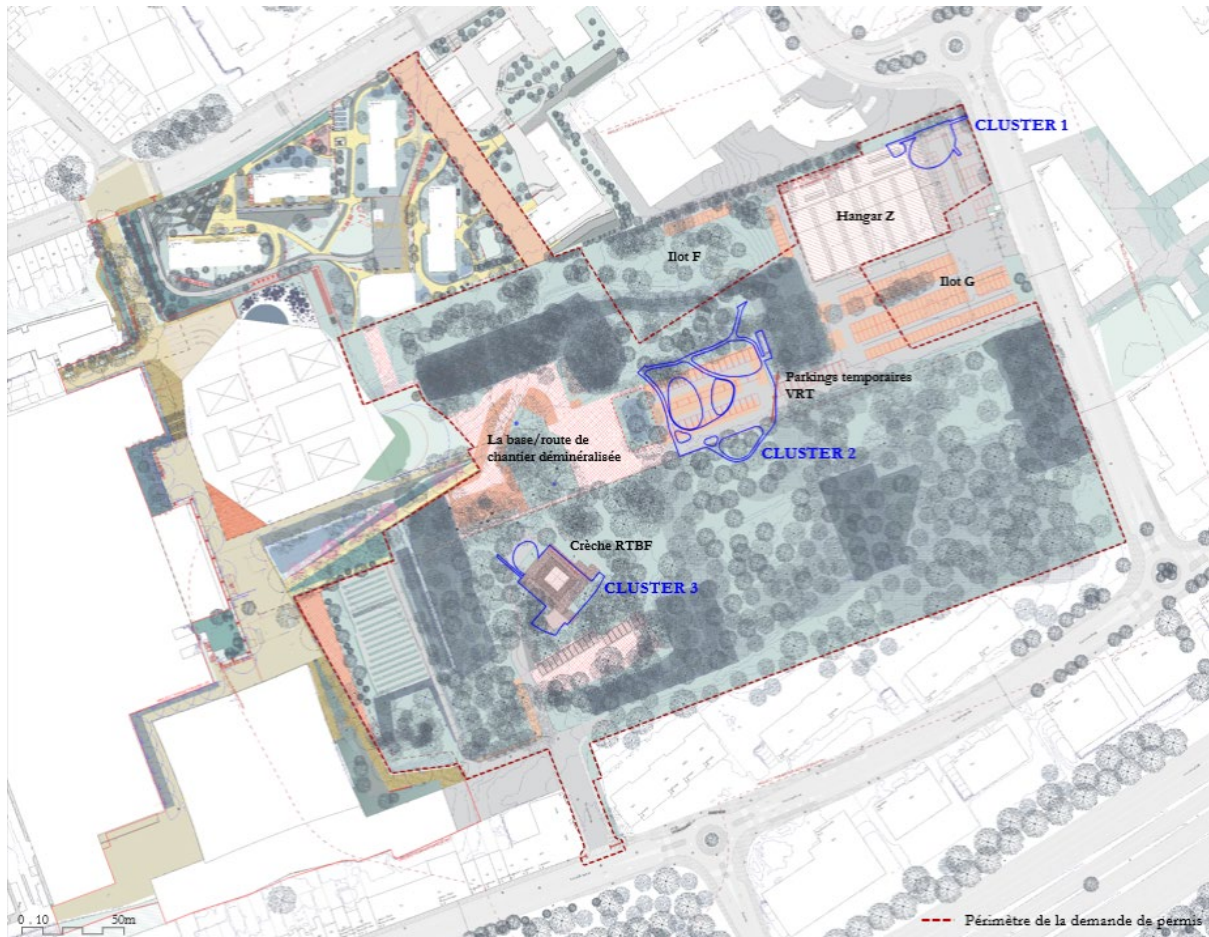 CLUSTER 1
Hangar Z
Ilot F
Ilot G
Parkings temporaires
VRT
La base/route de
chantier déminéralisée
CLUSTER 2
Crèche RTBF
CLUSTER 3
0 . 10 50m
Périmètre de la demande de permis